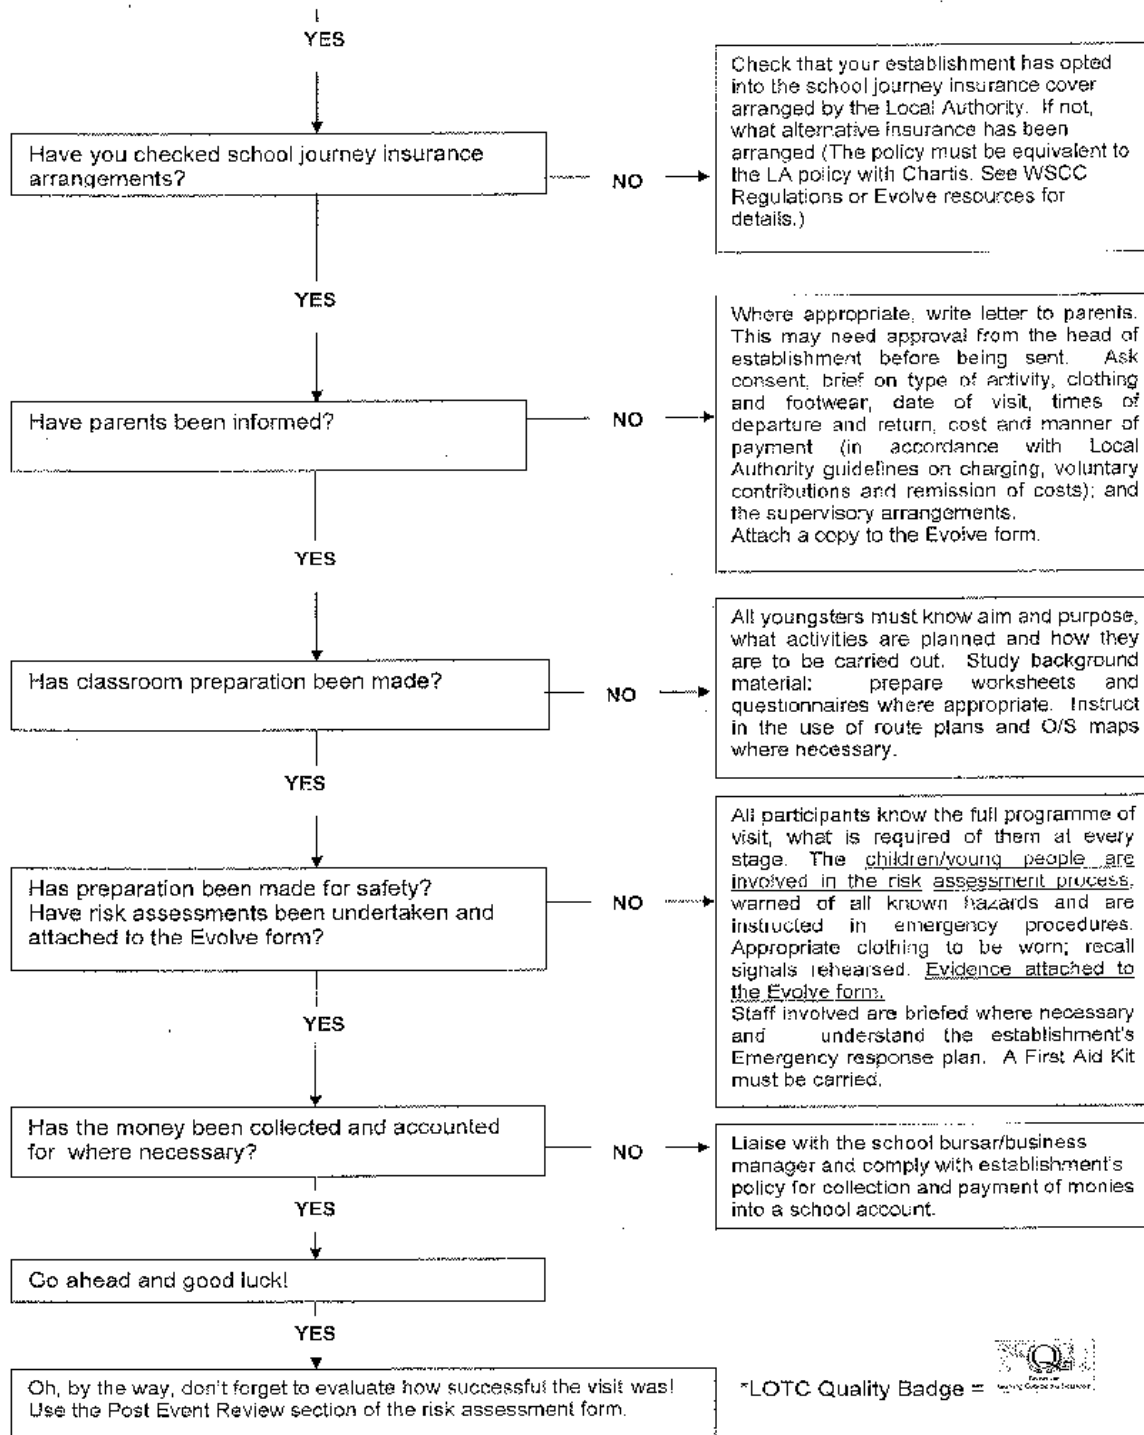 YES
Have you checked school journey insurance
arrangements?
NO
Check that your establishment has opted
into the school journey insurance cover
arranged by the Local Authority. If not,
what alternative insurance has been
arranged (The policy must be equivalent to
the LA policy with Chartis. See WSCC
Regulations or Evolve resources for
details.)
YES
Have parents been informed?
NO
Where appropriate, write letter to parents.
This may need approval from the head of
establishment before being sent. Ask
consent, brief on type of activity, clothing
and footwear, date of visit, times of
departure and return, cost and manner of
payment (in accordance with Local
Authority guidelines on charging, voluntary
contributions and remission of costs); and
the supervisory arrangements.
Attach a copy to the Evolve form.
YES
Has classroom preparation been made?
NO
All youngsters must know aim and purpose,
what activities are planned and how they
are to be carried out. Study background
material: prepare worksheets and
questionnaires where appropriate. Instruct
in the use of route plans and O/S maps
where necessary.
YES
Has preparation been made for safety?
Have risk assessments been undertaken and
attached to the Evolve form?
NO
All participants know the full programme of
visit, what is required of them at every
stage. The children/young people are
involved in the risk assessment process,
warned of all known hazards and are
instructed in emergency procedures.
Appropriate clothing to be worn; recall
signals rehearsed. Evidence attached to
the Evolve form.
Staff involved are briefed where necessary
and understand the establishment's
Emergency response plan. A First Aid Kit
must be carried.
YES
Has the money been collected and accounted
for where necessary?
NO
Liaise with the school bursar/business
manager and comply with establishment's
policy for collection and payment of monies
into a school account.
YES
Go ahead and good luck!
YES
Oh, by the way, don't forget to evaluate how successful the visit was!
Use the Post Event Review section of the risk assessment form.
*LOTC Quality Badge =
Q